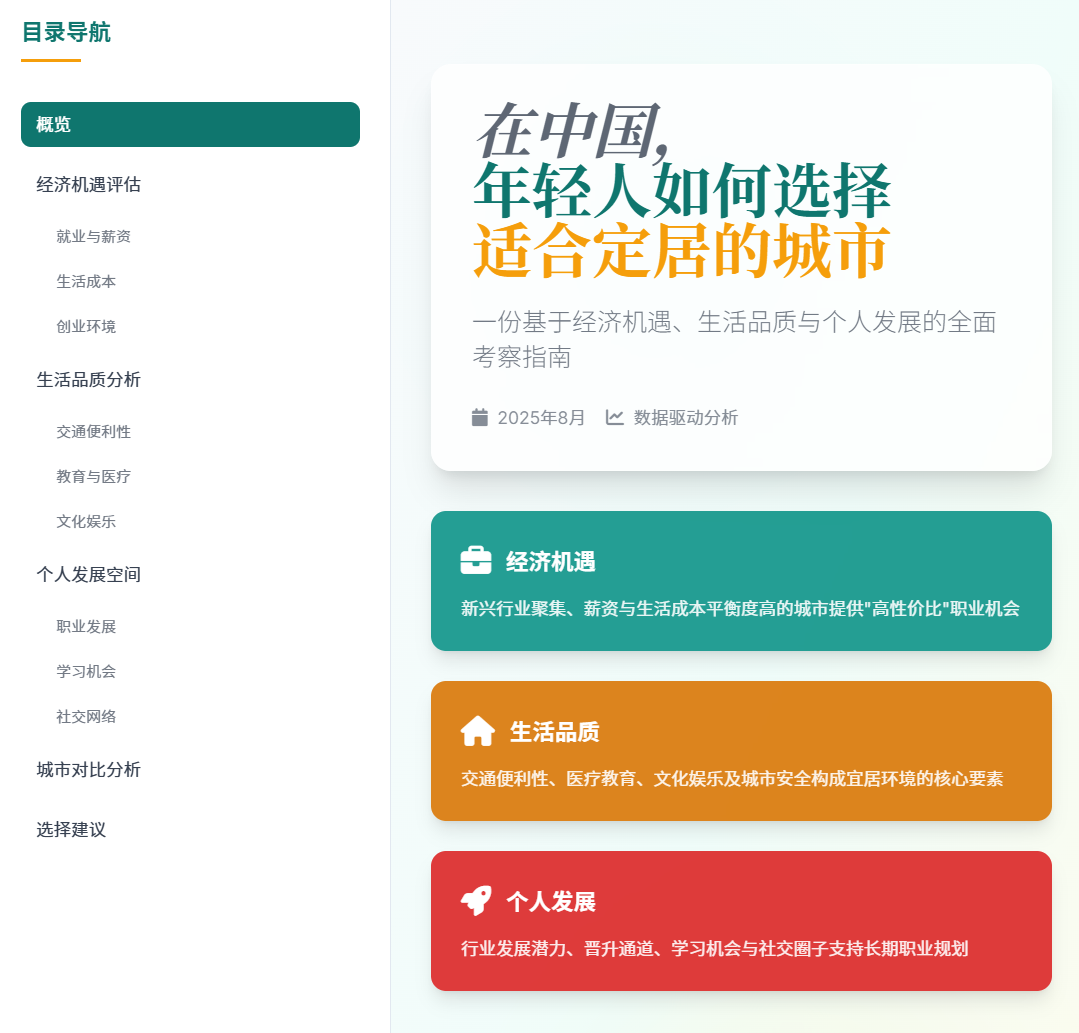 目录导航
概览
经济机遇评估
就业与薪资
生活成本
创业环境
生活品质分析
交通便利性
教育与医疗
文化娱乐
个人发展空间
职业发展
学习机会
社交网络
城市对比分析
选择建议
在中国,
年轻人如何选择
适合定居的城市
一份基于经济机遇、生活品质与个人发展的全面
考察指南
2025年8月 数据驱动分析
经济机遇
新兴行业聚集、薪资与生活成本平衡度高的城市提供"高性价比"职业机会
生活品质
交通便利性、医疗教育、文化娱乐及城市安全构成宜居环境的核心要素
个人发展
行业发展潜力、晋升通道、学习机会与社交圈子支持长期职业规划